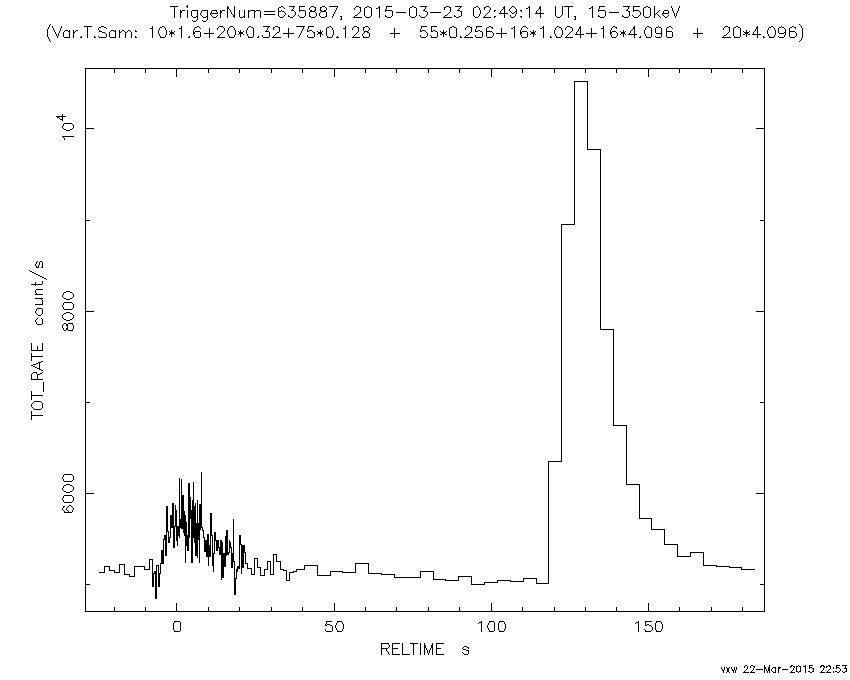 TriggerNum=635887, 2015-03-23 02:49:14 UT, 15-350keV
(Var.T.Sam: 10*1.6+20*0.32+75*0.128 + 55*0.256+16*1.024+16*4.096 + 20*4.096)
10⁴
8000
6000
TOT_RATE count/s
0 50 100 150
RELTIME s
vxw 22-Mar-2015 22:53